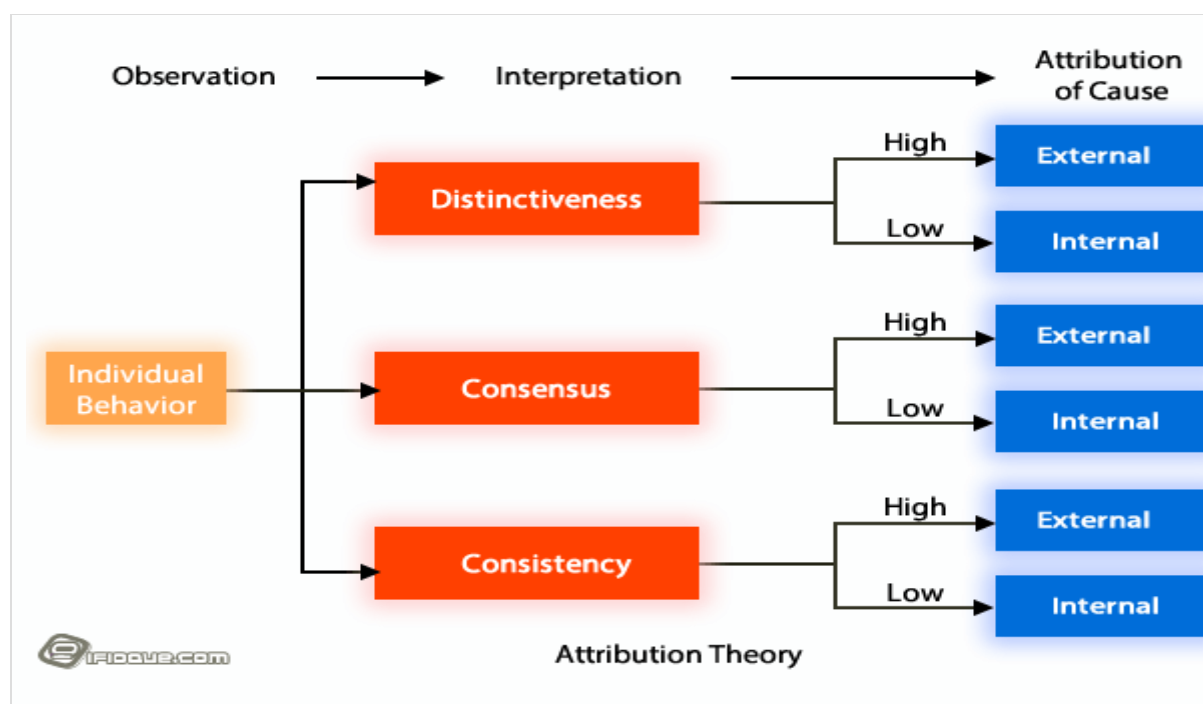 Observation
Interpretation
Attribution
of Cause
High
External
Distinctiveness
Low
Internal
High
External
Individual
Behavior
Consensus
Low
Internal
High
External
Consistency
Low
Internal
Attribution Theory